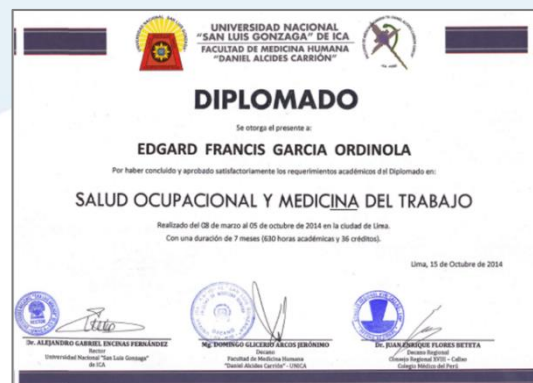 UNIVERSIDAD NACIONAL
"SAN LUIS GONZAGA" DE ICA
FACULTAD DE MEDICINA HUMANA
"DANIEL ALCIDES CARRIÓN"
DIPLOMADO
Se otorga el presente a:
EDGARD FRANCIS GARCIA ORDINOLA
Por haber concluido y aprobado satisfactoriamente los requerimientos académicos del Diplomado en:
SALUD OCUPACIONAL Y MEDICINA DEL TRABAJO
Realizado del 08 de marzo al 05 de octubre de 2014 en la ciudad de Lima.
Con una duración de 7 meses (630 horas académicas y 36 créditos).
Lima, 15 de Octubre de 2014
Dr. ALEJANDRO GABRIEL ENCINAS FERNÁNDEZ
Rector
Universidad Nacional "San Luis Gonzaga"
de ICA
Mg. DOMINGO GLICERIO ARCOS JERÓNIMO
Decano
Facultad de Medicina Humana
"Daniel Alcides Carrión" - UNICA
Dr. JUAN ENRIQUE FLORES BETETA
Decano Regional
Consejo Regional XVIII - Callao
Colegio Médico del Perú